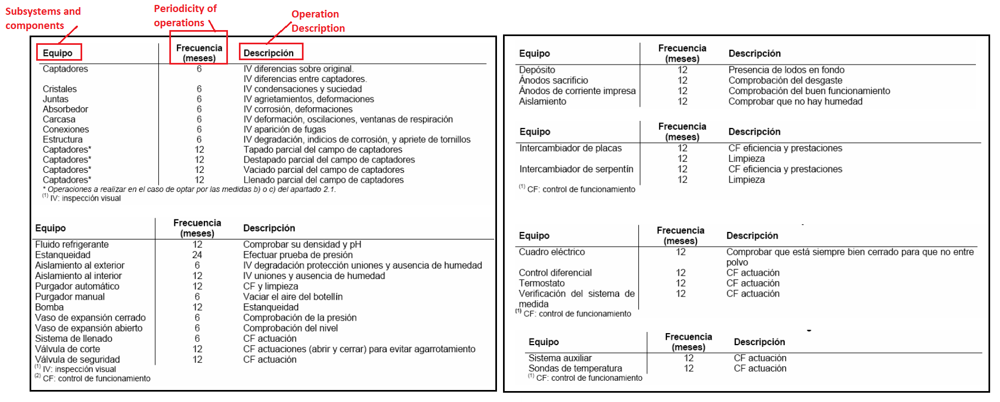 Subsystems and
components
Periodicity of
operations
Operation
Description
Equipo Frecuencia (meses) Descripción
Captadores 6 IV diferencias sobre original.
IV diferencias entre captadores.
Cristales 6 IV condensaciones y suciedad
Juntas 6 IV agrietamientos, deformaciones
Absorbedor 6 IV corrosión, deformaciones
Carcasa 6 IV deformación, oscilaciones, ventanas de respiración
Conexiones 6 IV aparición de fugas
Estructura 6 IV degradación, indicios de corrosión, y apriete de tornillos
Captadores* 12 Tapado parcial del campo de captadores
Captadores* 12 Destapado parcial del campo de captadores
Captadores* 12 Vaciado parcial del campo de captadores
Captadores* 12 Llenado parcial del campo de captadores
* Operaciones a realizar en el caso de optar por las medidas b) o c) del apartado 2.1.
(1) IV: inspección visual
Equipo Frecuencia (meses) Descripción
Fluido refrigerante 12 Comprobar su densidad y pH
Estanqueidad 24 Efectuar prueba de presión
Aislamiento al exterior 6 IV degradación protección uniones y ausencia de humedad
Aislamiento al interior 12 IV uniones y ausencia de humedad
Purgador automático 12 CF y limpieza
Purgador manual 6 Vaciar el aire del botellín
Bomba 12 Estanqueidad
Vaso de expansión cerrado 6 Comprobación de la presión
Vaso de expansión abierto 6 Comprobación del nivel
Sistema de llenado 6 CF actuación
Válvula de corte 12 CF actuaciones (abrir y cerrar) para evitar agarrotamiento
Válvula de seguridad 12 CF actuación
(1) IV: inspección visual
(2) CF: control de funcionamiento
Equipo Frecuencia (meses) Descripción
Depósito 12 Presencia de lodos en fondo
Ánodos sacrificio 12 Comprobación del desgaste
Ánodos de corriente impresa 12 Comprobación del buen funcionamiento
Aislamiento 12 Comprobar que no hay humedad
Equipo Frecuencia (meses) Descripción
Intercambiador de placas 12 CF eficiencia y prestaciones
12 Limpieza
Intercambiador de serpentín 12 CF eficiencia y prestaciones
12 Limpieza
(1) CF: control de funcionamiento
Equipo Frecuencia (meses) Descripción
Cuadro eléctrico 12 Comprobar que está siempre bien cerrado para que no entre
polvo
Control diferencial 12 CF actuación
Termostato 12 CF actuación
Verificación del sistema de 12 CF actuación
medida
(1) CF: control de funcionamiento
Equipo Frecuencia (meses) Descripción
Sistema auxiliar 12 CF actuación
Sondas de temperatura 12 CF actuación
(1) CF: control de funcionamiento